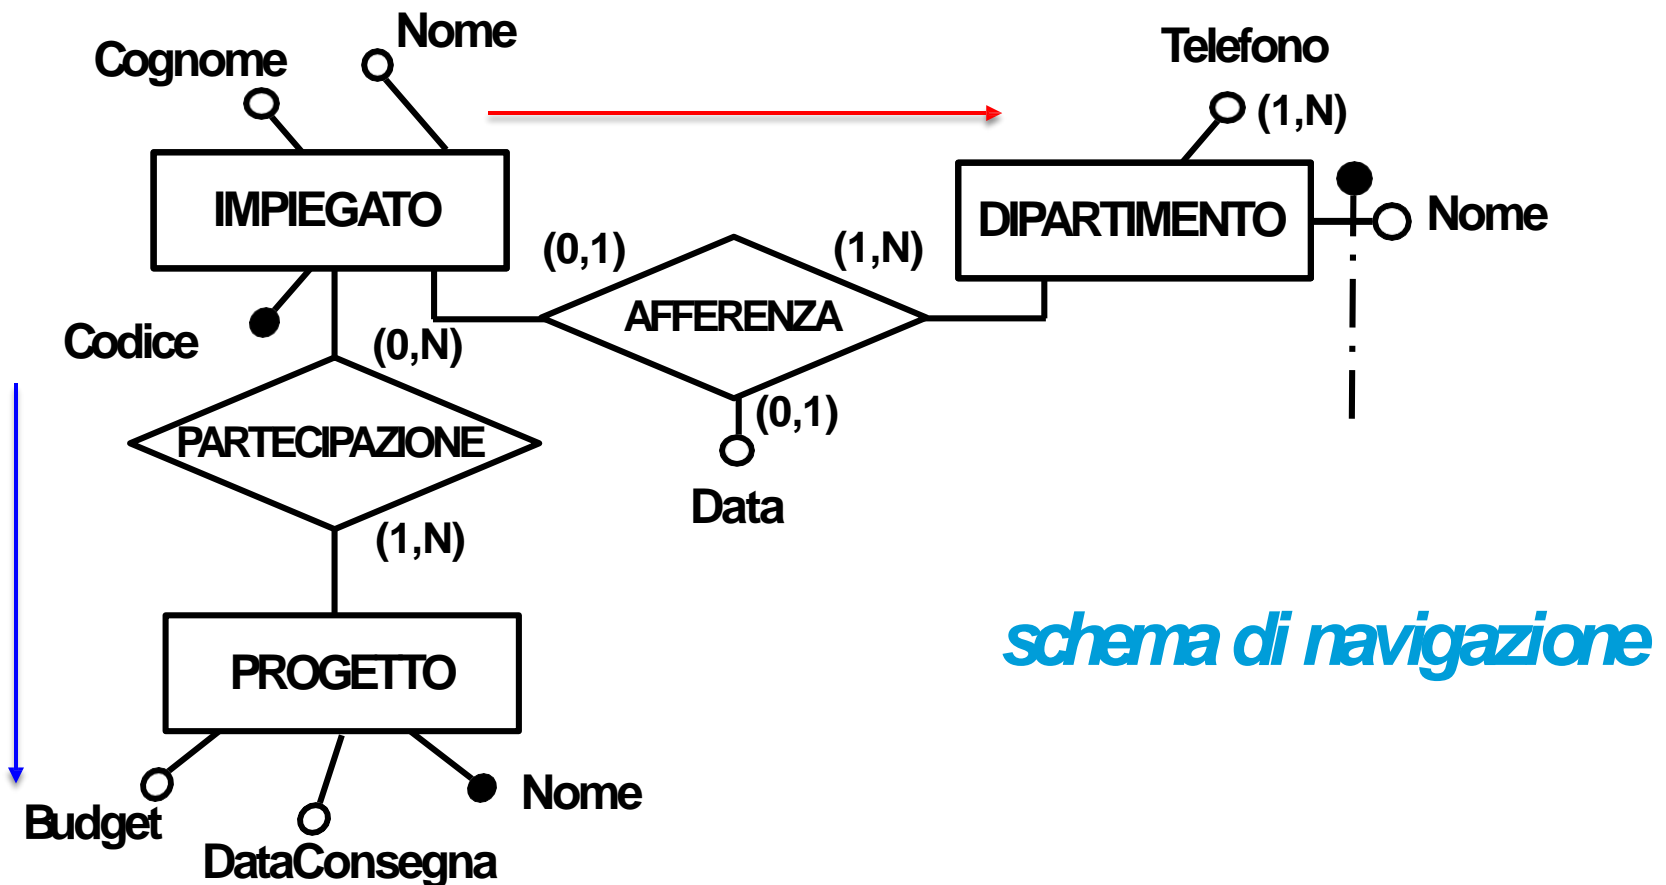 Nome
Cognome
Telefono
(1,N)
IMPIEGATO
DIPARTIMENTO
Nome
(0,1)
(1,N)
AFFERENZA
Codice
(0,N)
(0,1)
PARTECIPAZIONE
Data
(1,N)
schema di navigazione
PROGETTO
Nome
Budget
DataConsegna